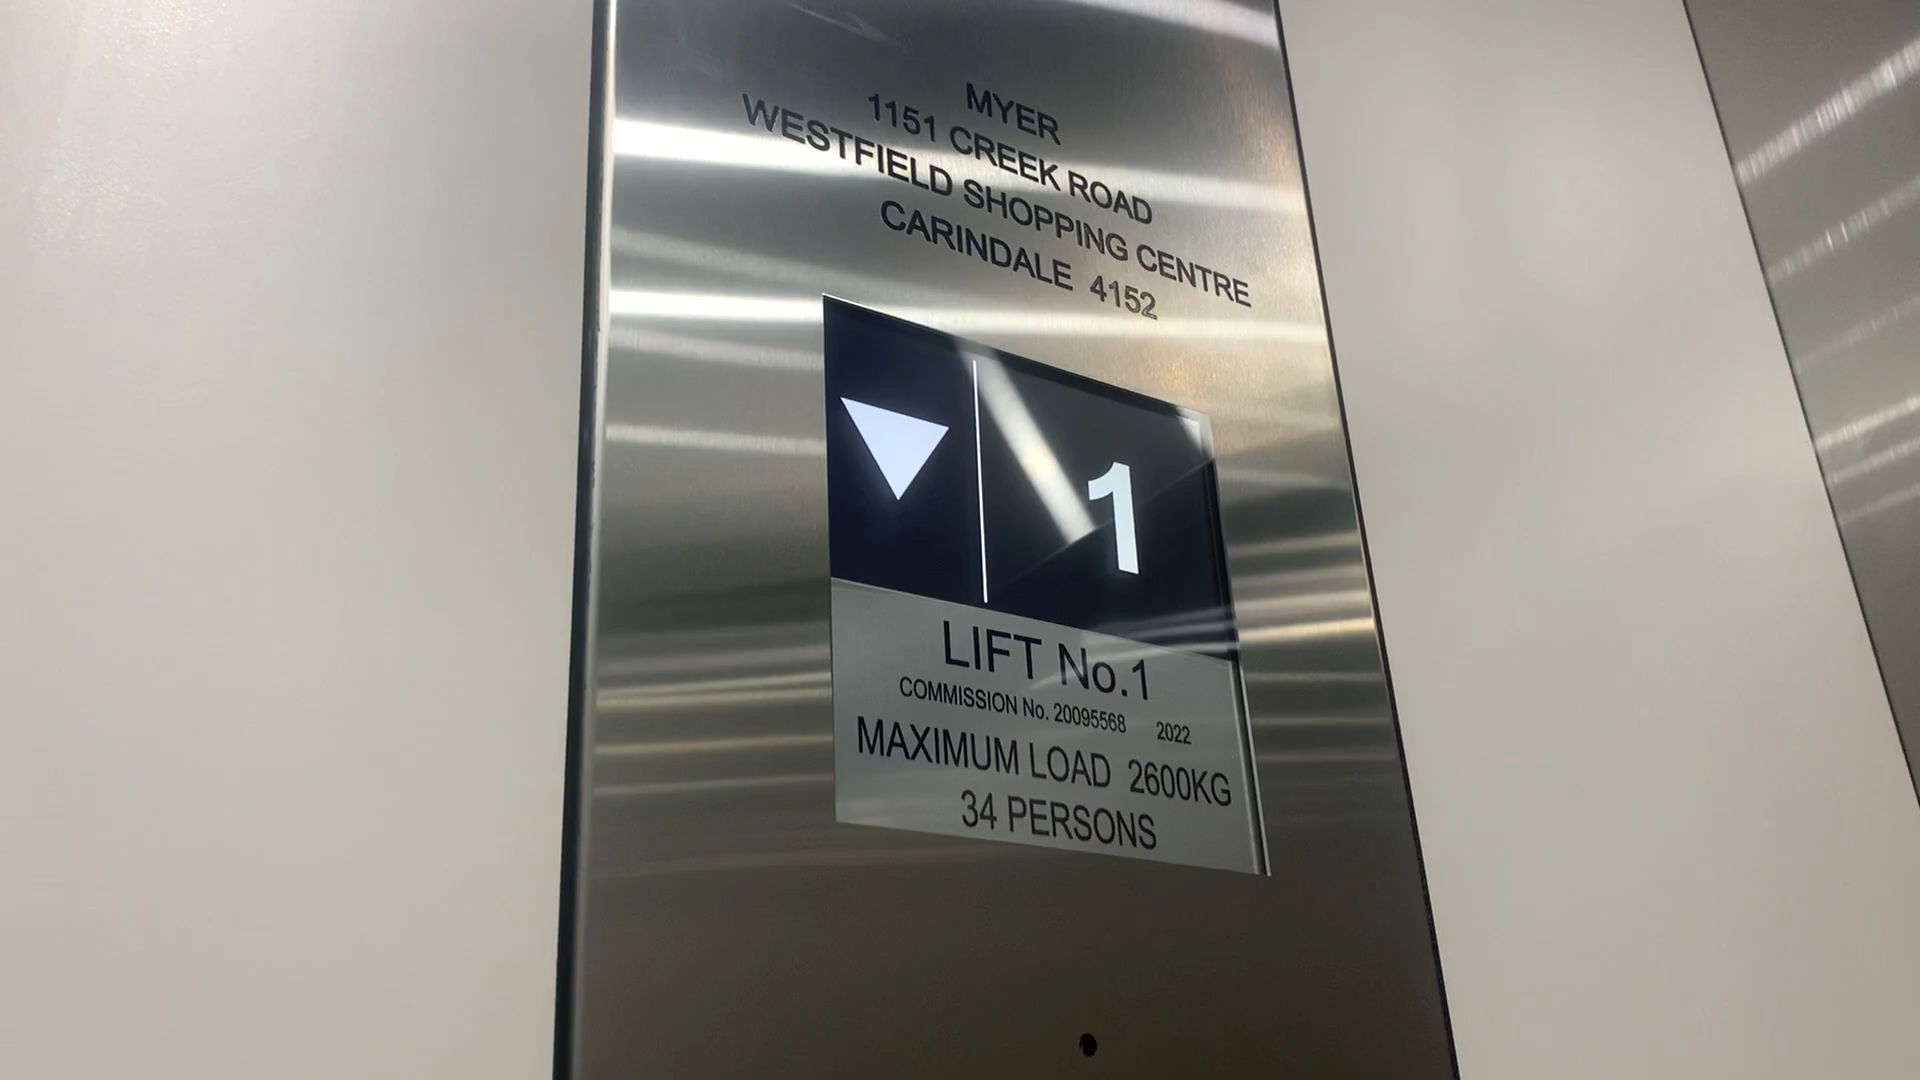 MYER
1151 CREEK ROAD
WESTFIELD SHOPPING CENTRE
CARINDALE 4152
1
LIFT No.1
COMMISSION No. 20095568 2022
MAXIMUM LOAD 2600KG
34 PERSONS